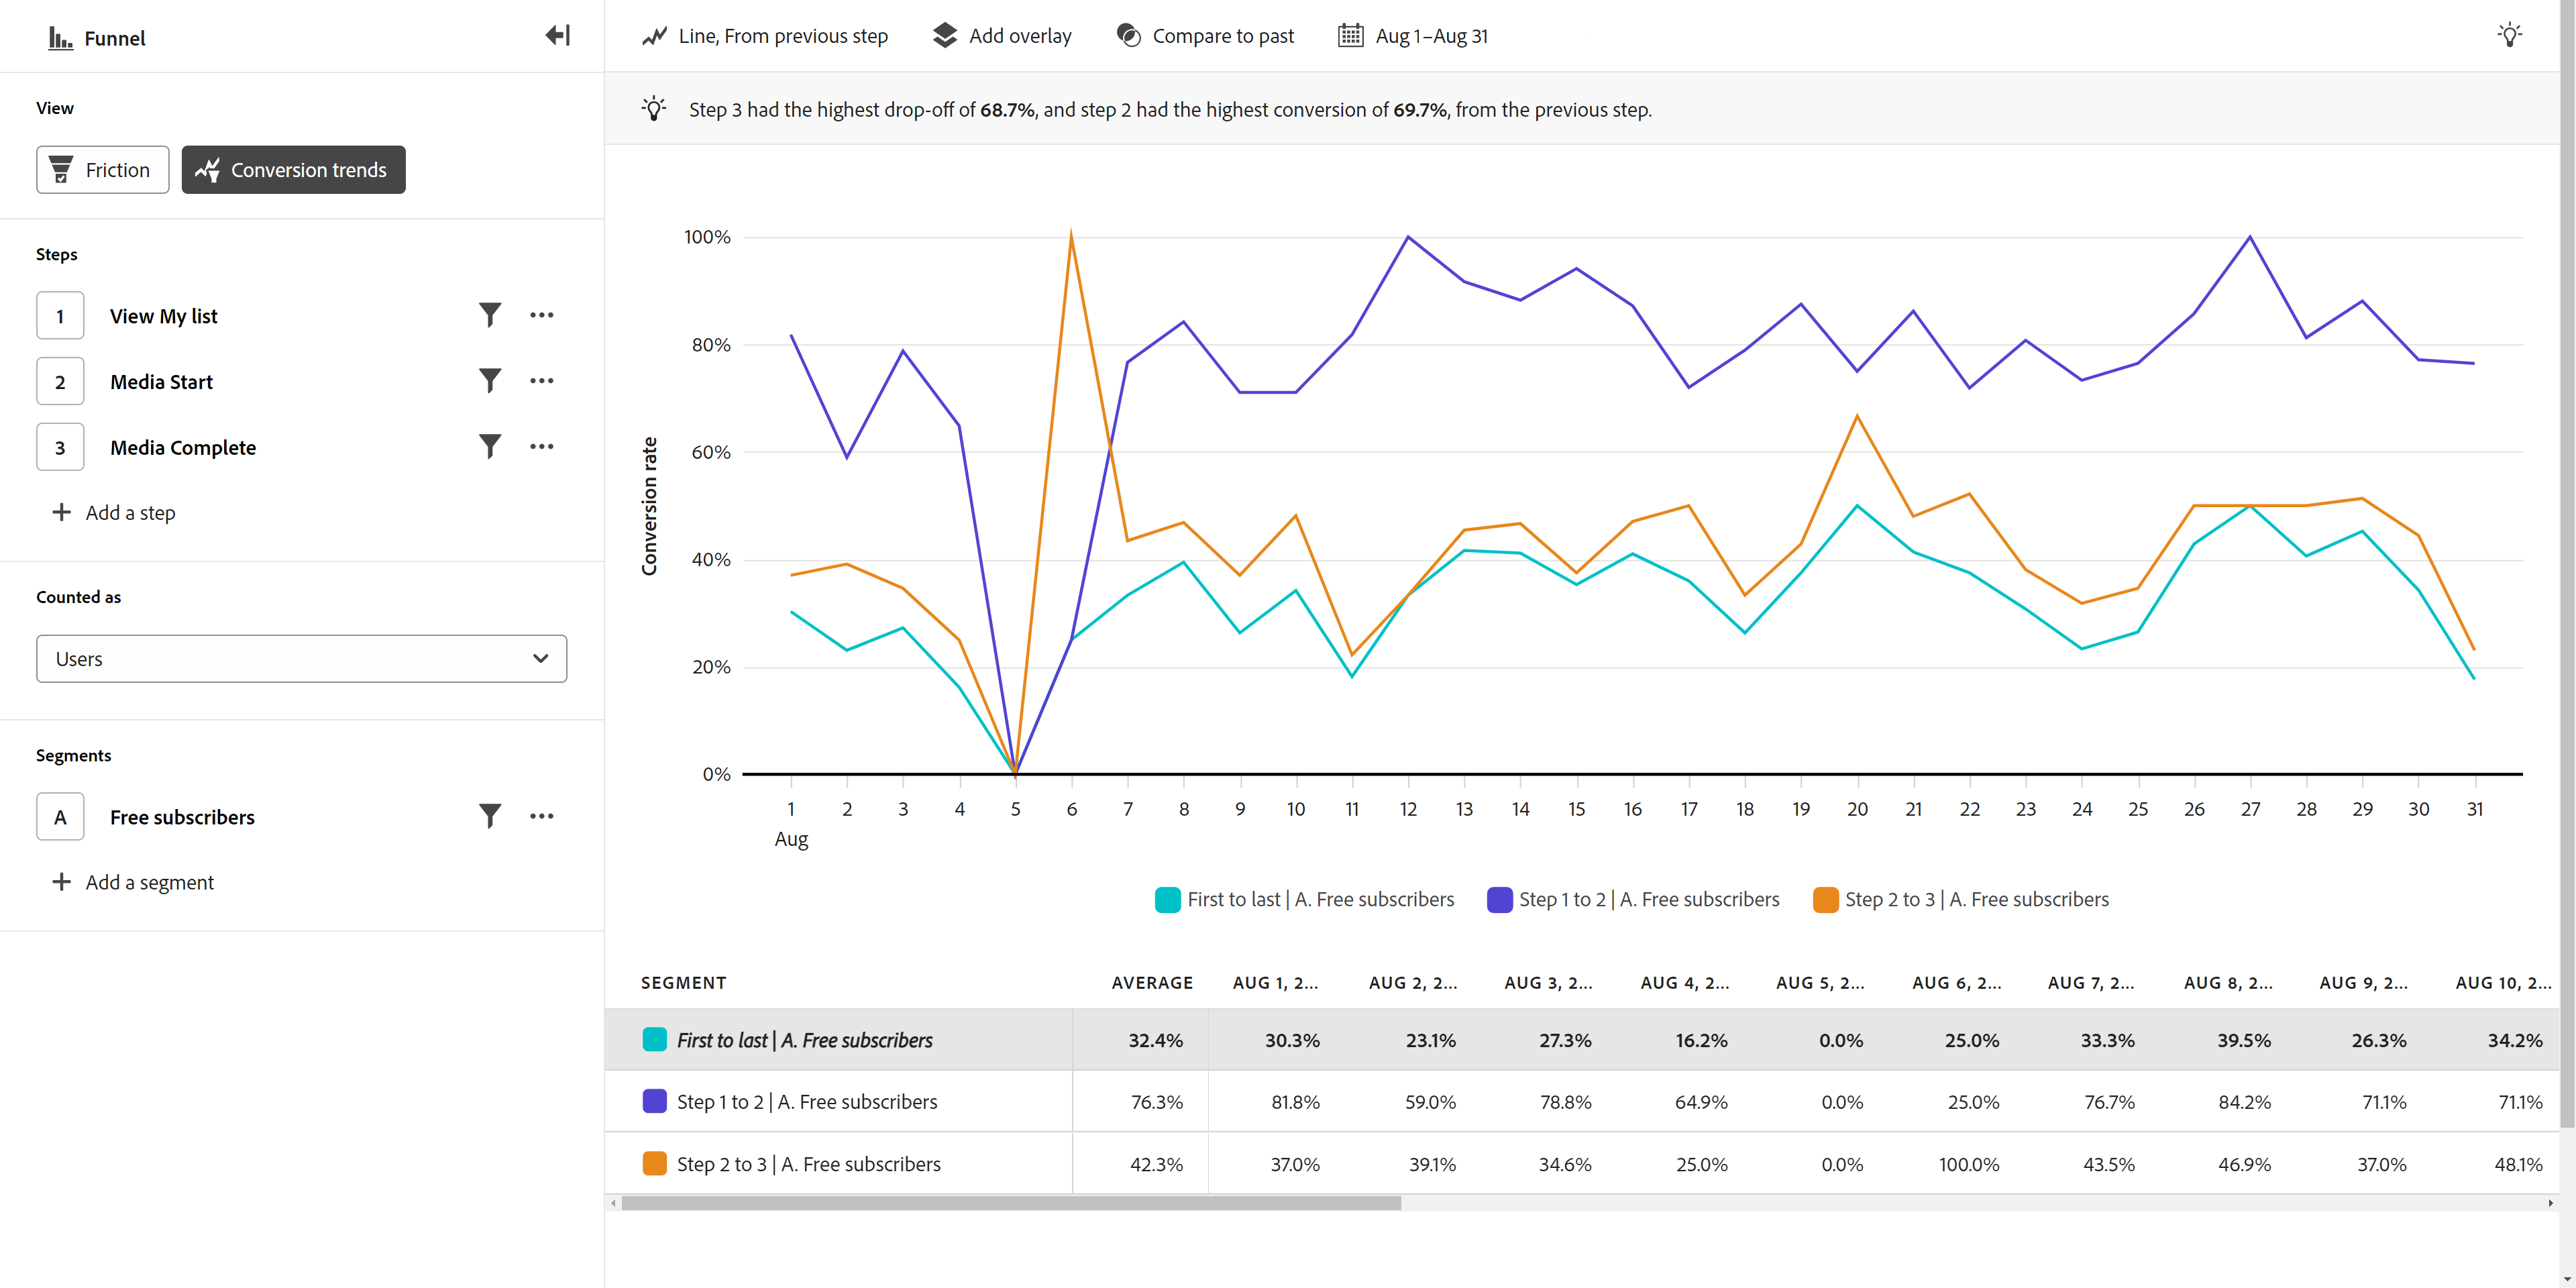 Funnel
View
Friction
Conversion trends
Steps
1 View My list
2 Media Start
3 Media Complete
Add a step
Counted as
Users
Segments
A Free subscribers
Add a segment
Line, From previous step
Add overlay
Compare to past
Aug 1–Aug 31
Step 3 had the highest drop-off of 68.7%, and step 2 had the highest conversion of 69.7%, from the previous step.
Conversion rate
100%
80%
60%
40%
20%
0%
1 2 3 4 5 6 7 8 9 10 11 12 13 14 15 16 17 18 19 20 21 22 23 24 25 26 27 28 29 30 31
Aug
First to last | A. Free subscribers Step 1 to 2 | A. Free subscribers Step 2 to 3 | A. Free subscribers
SEGMENT AVERAGE AUG 1, 2... AUG 2, 2... AUG 3, 2... AUG 4, 2... AUG 5, 2... AUG 6, 2... AUG 7, 2... AUG 8, 2... AUG 9, 2... AUG 10, 2...
First to last | A. Free subscribers 32.4% 30.3% 23.1% 27.3% 16.2% 0.0% 25.0% 33.3% 39.5% 26.3% 34.2%
Step 1 to 2 | A. Free subscribers 76.3% 81.8% 59.0% 78.8% 64.9% 0.0% 25.0% 76.7% 84.2% 71.1% 71.1%
Step 2 to 3 | A. Free subscribers 42.3% 37.0% 39.1% 34.6% 25.0% 0.0% 100.0% 43.5% 46.9% 37.0% 48.1%